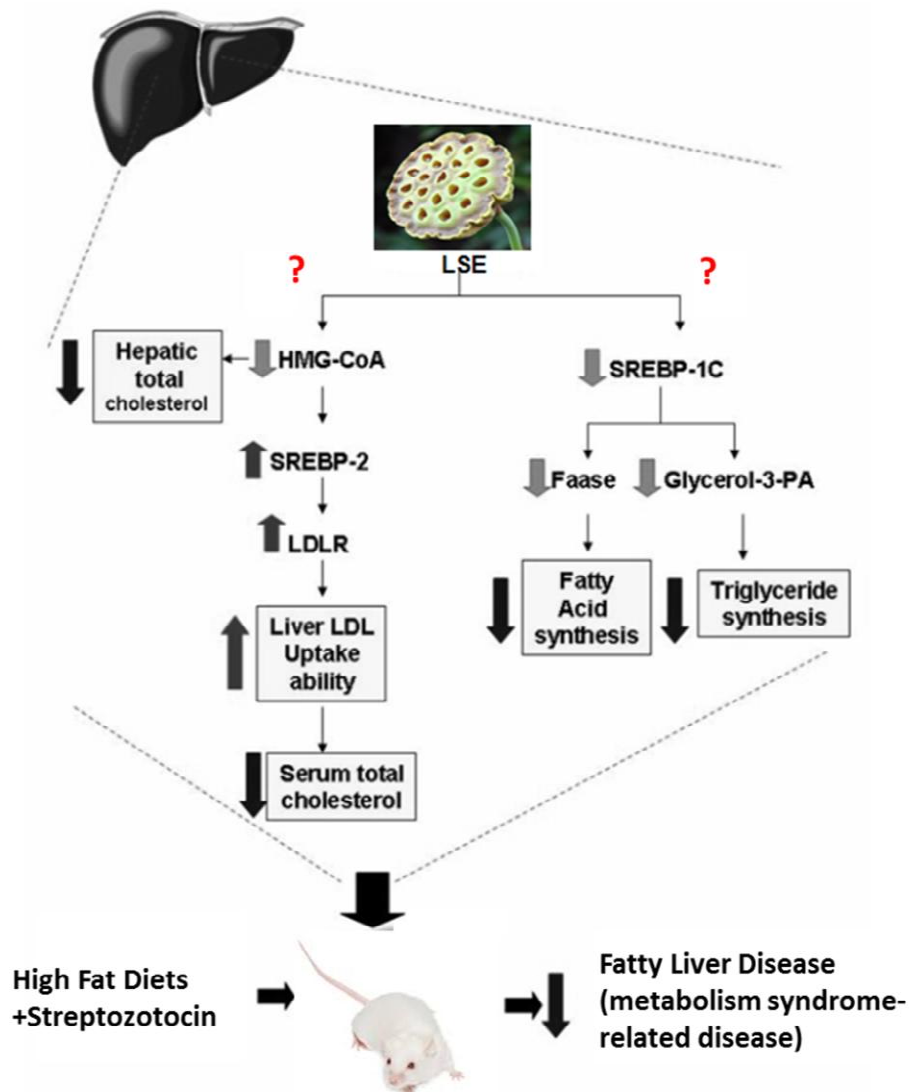 LSE
?
?
Hepatic
total
cholesterol
HMG-CoA
SREBP-2
LDLR
Liver LDL
Uptake
ability
Serum total
cholesterol
SREBP-1C
Faase
Glycerol-3-PA
Fatty
Acid
synthesis
Triglyceride
synthesis
High Fat Diets
+Streptozotocin
Fatty Liver Disease
(metabolism syndrome-
related disease)